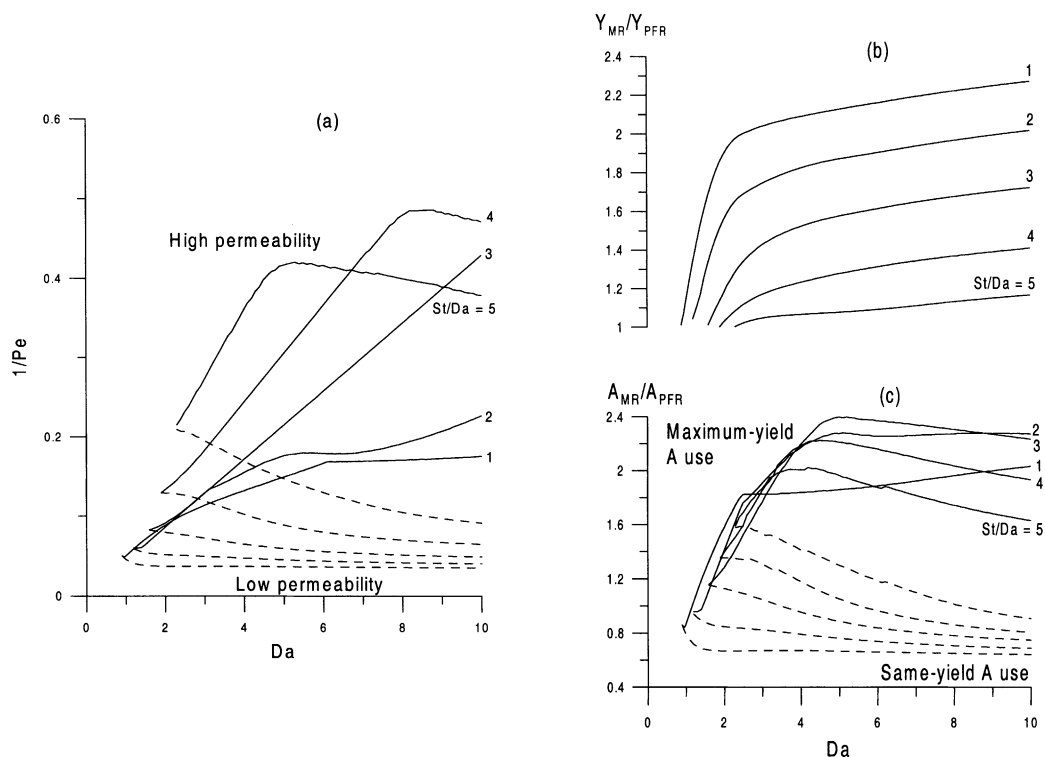 (a)
0.6
0.4
0.2
0
1/Pe
High permeability
4
3
St/Da = 5
2
1
Low permeability
0 2 4 6 8 10
Da
Y_MR/Y_PFR
(b)
2.4
2.2
2
1.8
1.6
1.4
1.2
1
1
2
3
4
St/Da = 5
A_MR/A_PFR
(c)
2.4
2
1.6
1.2
0.8
0.4
Maximum-yield
A use
2
3
1
4
St/Da = 5
Same-yield A use
0 2 4 6 8 10
Da